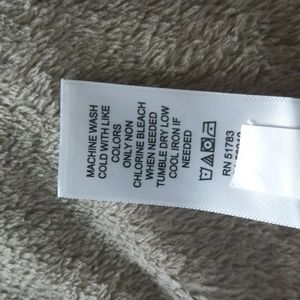 MACHINE WASH
COLD WITH LIKE
COLORS
ONLY NON
CHLORINE BLEACH
WHEN NEEDED
TUMBLE DRY LOW
COOL IRON IF
NEEDED
RN 51783